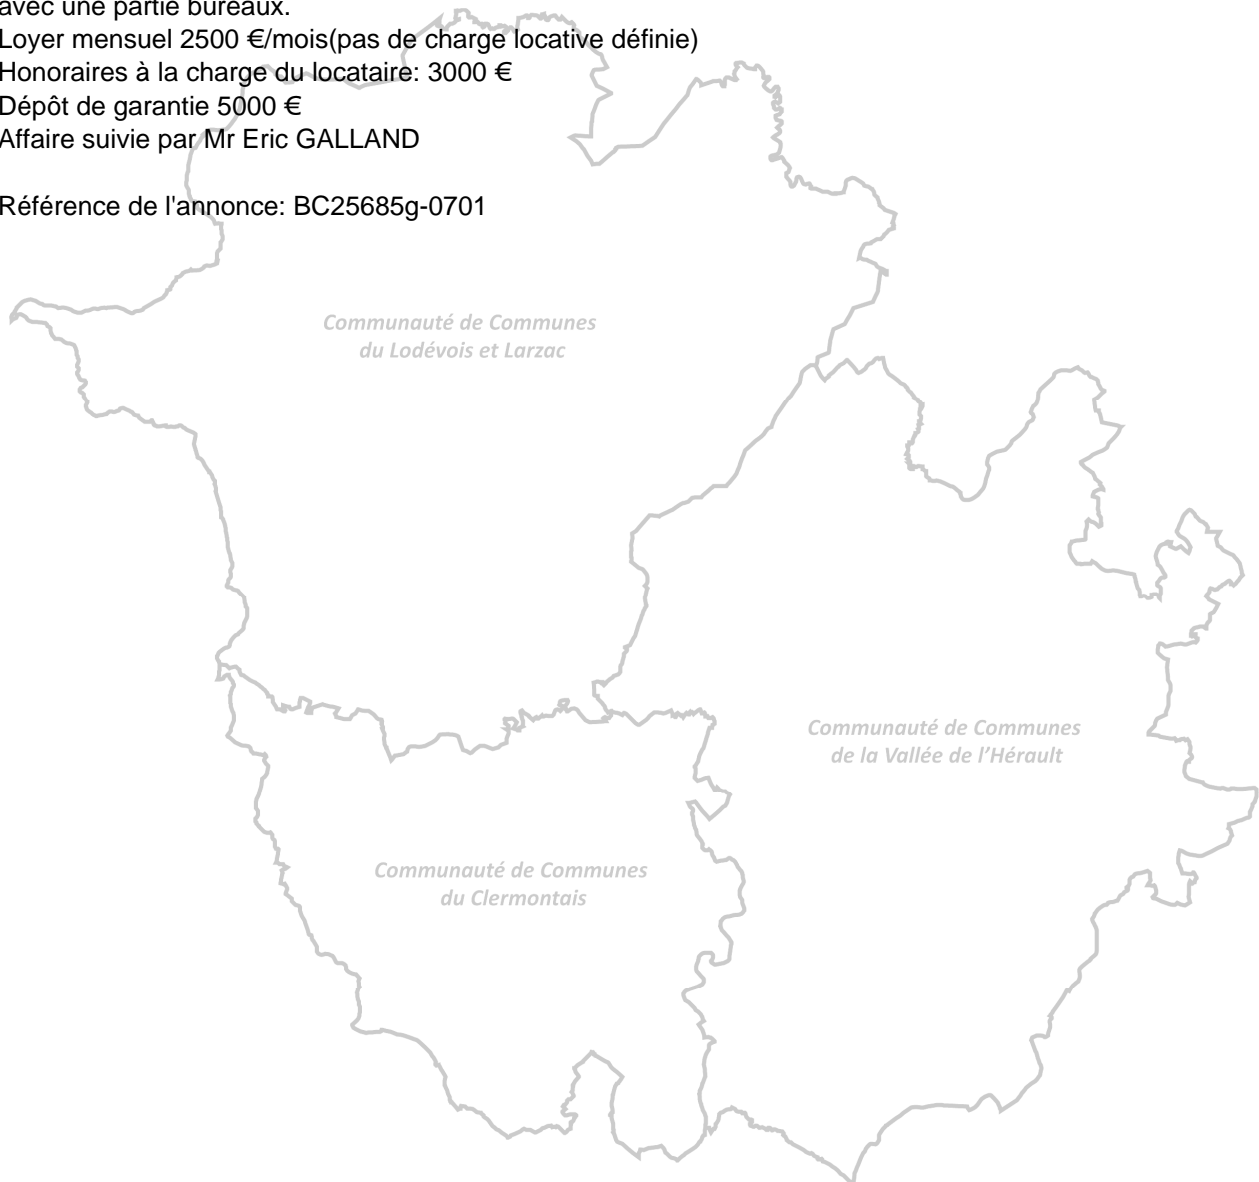 avec une partie bureaux.
Loyer mensuel 2500 €/mois(pas de charge locative définie)
Honoraires à la charge du locataire: 3000 €
Dépôt de garantie 5000 €
Affaire suivie par Mr Eric GALLAND
Référence de l'annonce: BC25685g-0701
Communauté de Communes
du Lodévois et Larzac
Communauté de Communes
de la Vallée de l’Hérault
Communauté de Communes
du Clermontais